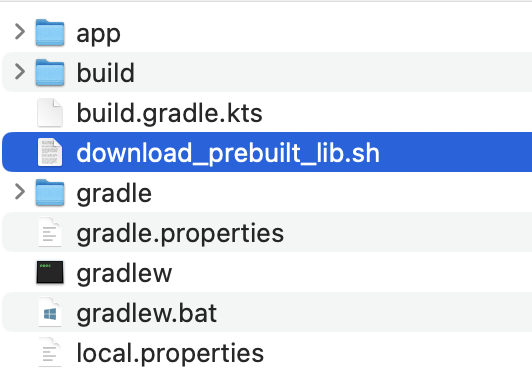 app
build
build.gradle.kts
download_prebuilt_lib.sh
gradle
gradle.properties
gradlew
gradlew.bat
local.properties